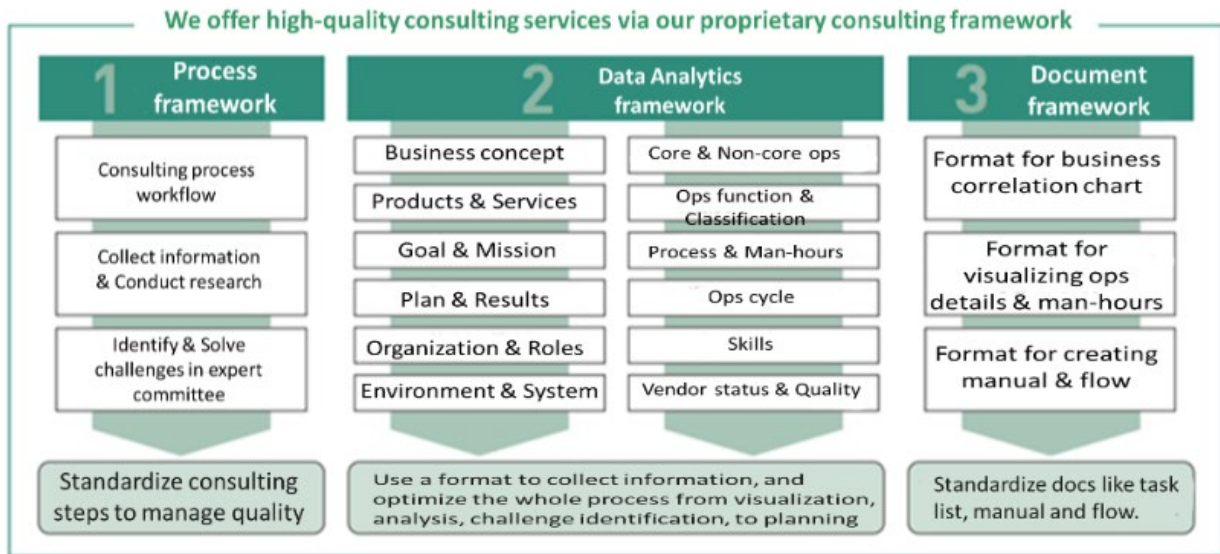 We offer high-quality consulting services via our proprietary consulting framework
1
Process
framework
Consulting process
workflow
Collect information
& Conduct research
Identify & Solve
challenges in expert
committee
Standardize consulting
steps to manage quality
2
Data Analytics
framework
Business concept
Products & Services
Goal & Mission
Plan & Results
Organization & Roles
Environment & System
Core & Non-core ops
Ops function &
Classification
Process & Man-hours
Ops cycle
Skills
Vendor status & Quality
Use a format to collect information, and
optimize the whole process from visualization,
analysis, challenge identification, to planning
3
Document
framework
Format for business
correlation chart
Format for
visualizing ops
details & man-hours
Format for creating
manual & flow
Standardize docs like task
list, manual and flow.